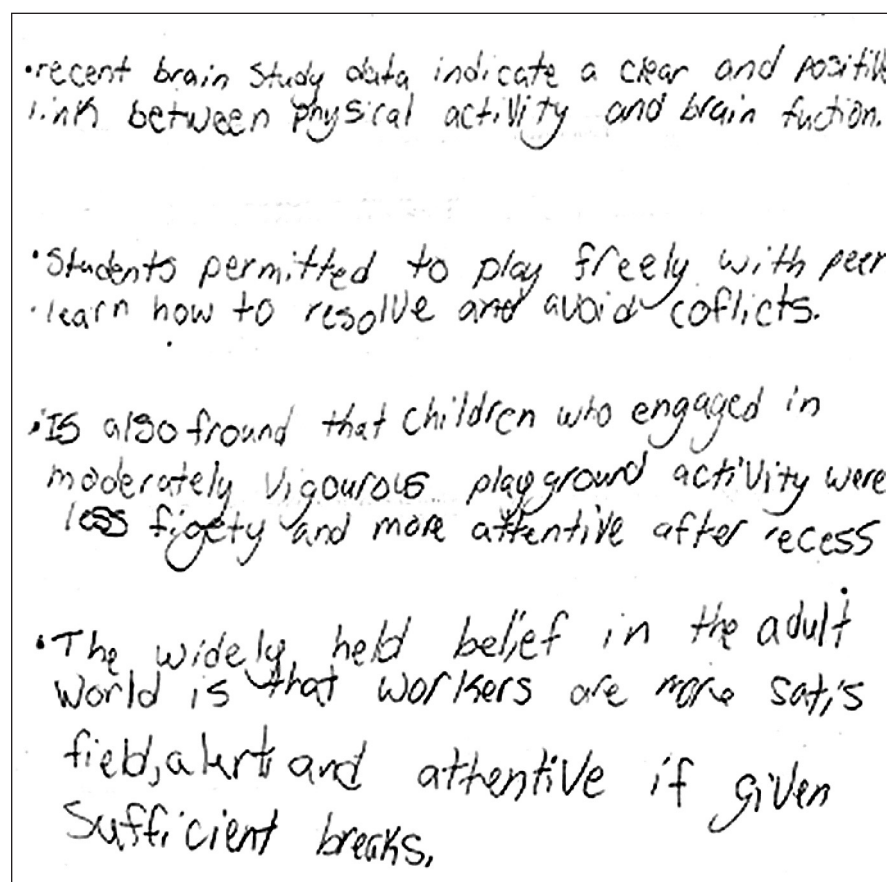 •recent brain study data indicate a clear and positive
link between physical activity and brain fuction.
•Students permitted to play freely with peer
•learn how to resolve and avoid coflicts.
•Is also fround that children who engaged in
moderately vigourous playground activity were
less figety and more attentive after recess
•The widely held belief in the adult
world is that workers are more satis
field, alert, and attentive if given
Sufficient breaks.